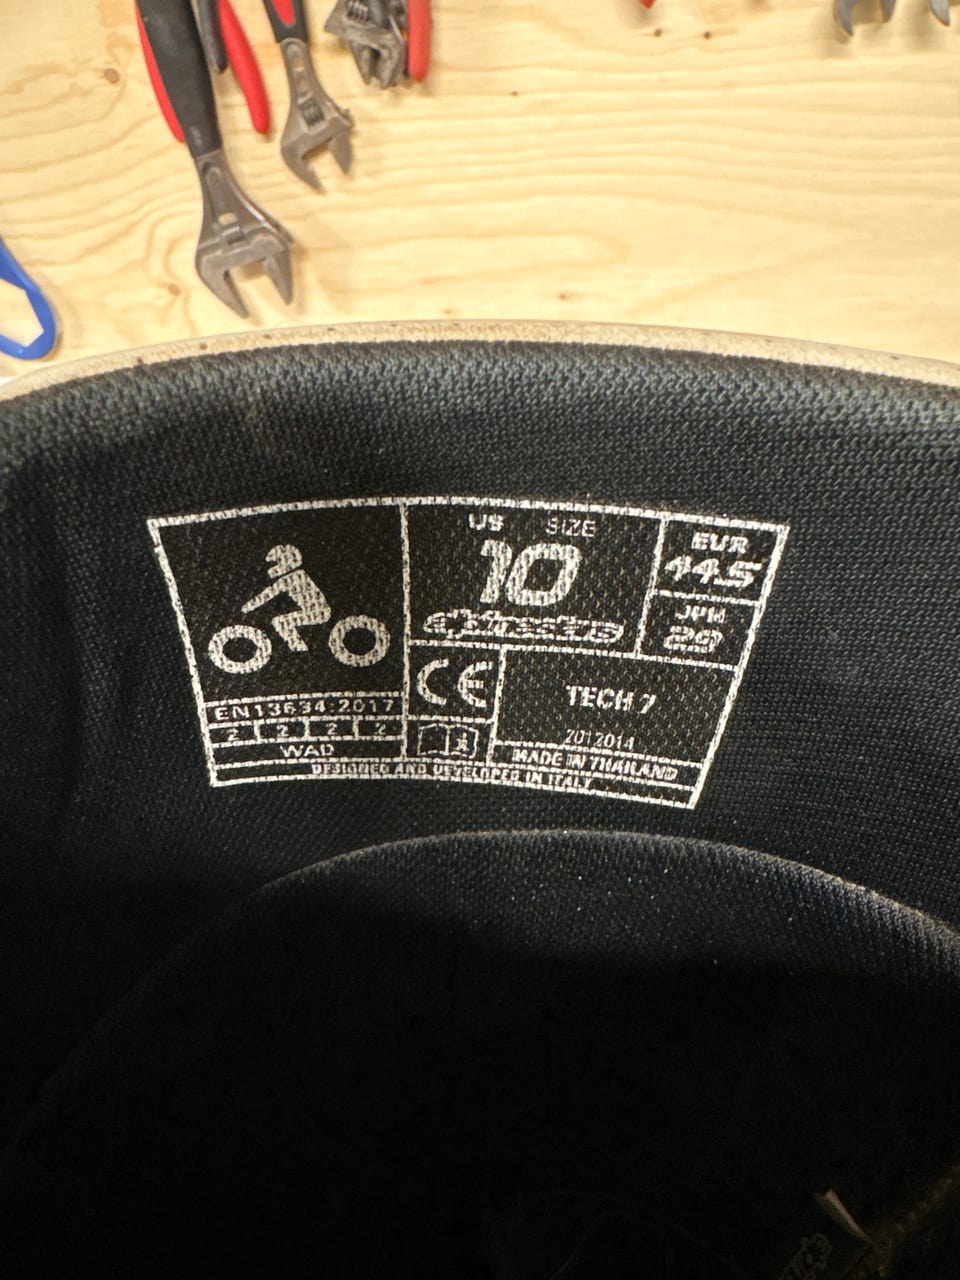 US SIZE
10
alpinestars
EUR
44.5
JPN
29
EN13634:2017
2 2 2 2
WAD
CE
TECH 7
2012014
MADE IN THAILAND
DESIGNED AND DEVELOPED IN ITALY